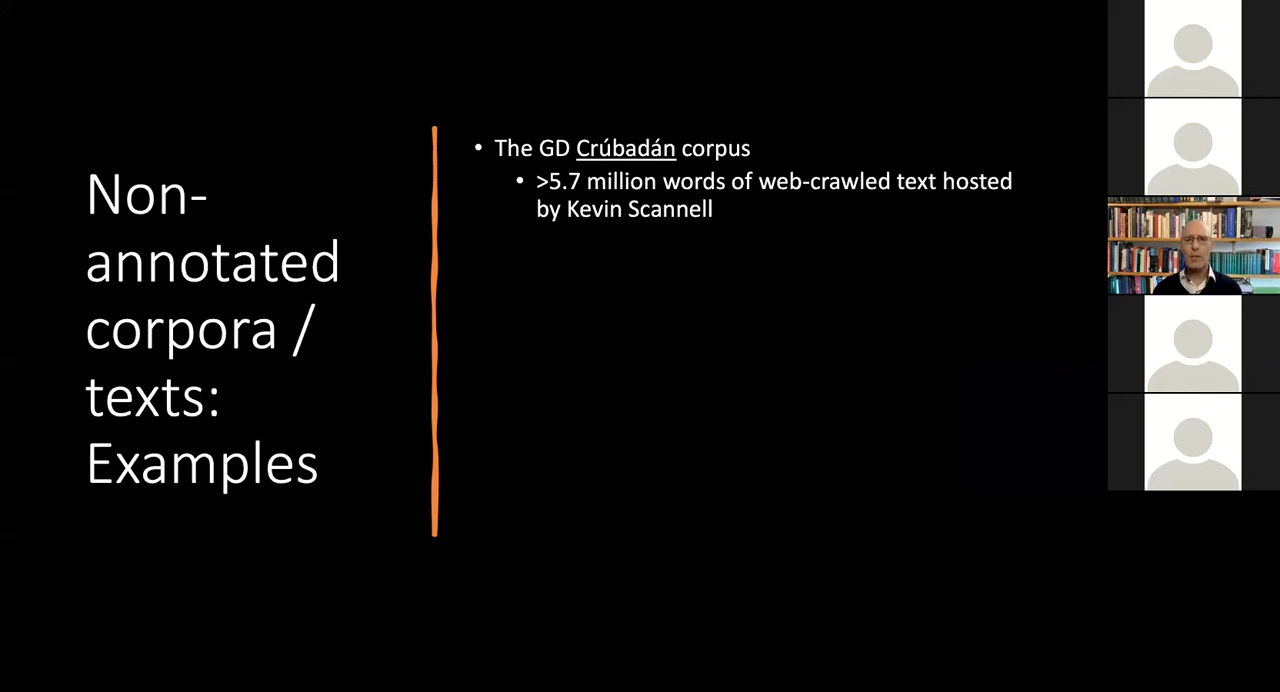 Non-
annotated
corpora /
texts:
Examples
• The GD Crúbadán corpus
• >5.7 million words of web-crawled text hosted
by Kevin Scannell